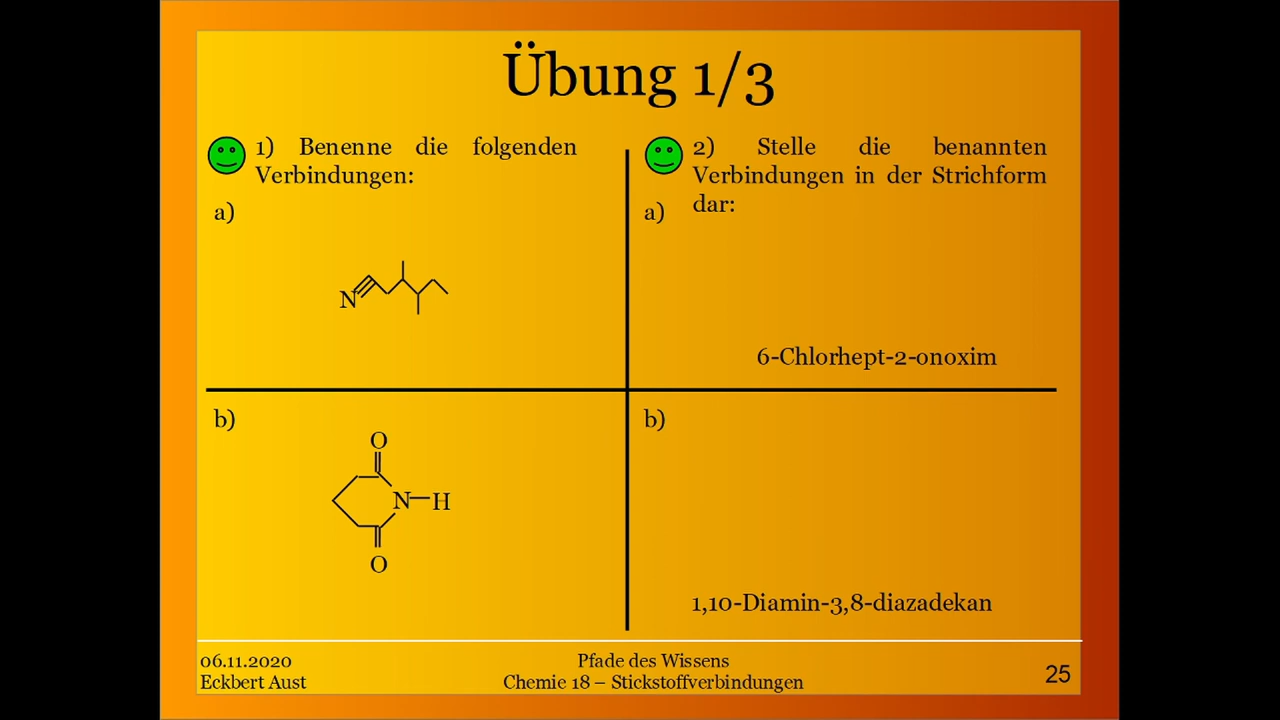 Übung 1/3
1) Benenne die folgenden
Verbindungen:
a)
N
b)
O
N
H
O
2) Stelle die benannten
Verbindungen in der Strichform
dar:
a)
6-Chlorhept-2-onoxim
b)
1,10-Diamin-3,8-diazadekan
06.11.2020
Eckbert Aust
Pfade des Wissens
Chemie 18 – Stickstoffverbindungen
25